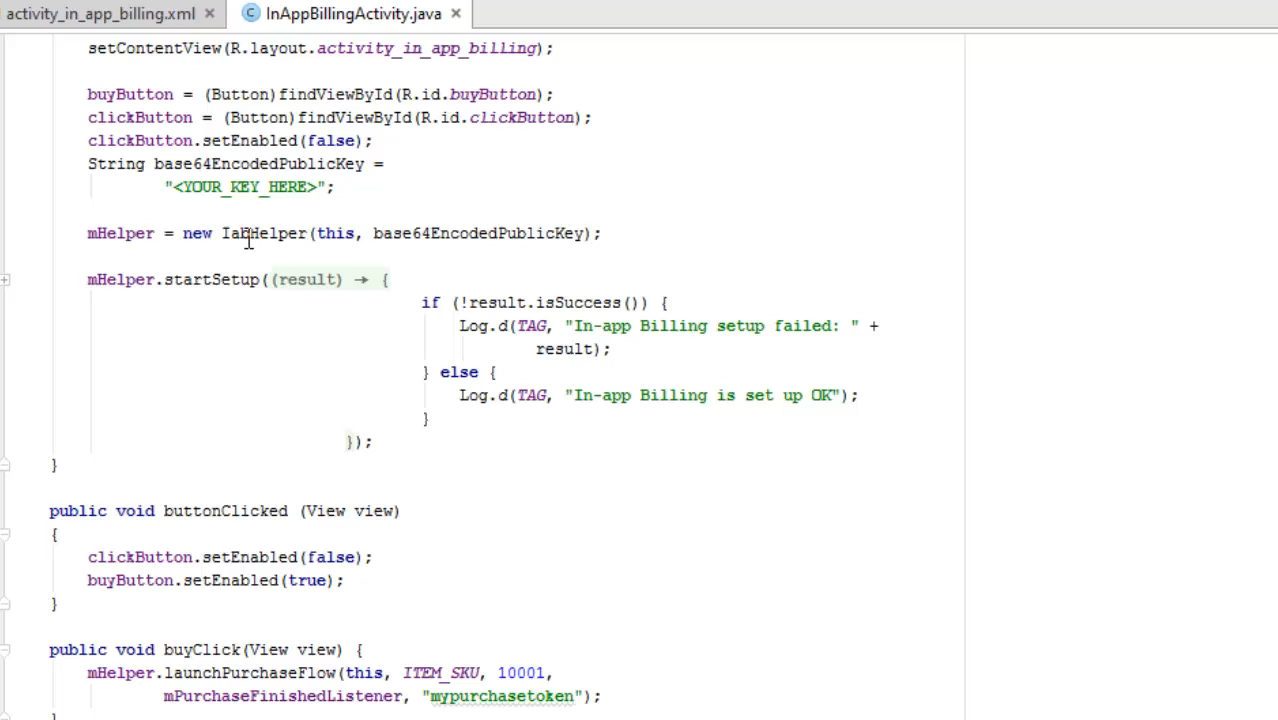 activity_in_app_billing.xml
InAppBillingActivity.java
setContentView(R.layout.activity_in_app_billing);
buyButton = (Button)findViewById(R.id.buyButton);
clickButton = (Button)findViewById(R.id.clickButton);
clickButton.setEnabled(false);
String base64EncodedPublicKey =
"<YOUR_KEY_HERE>";
mHelper = new IabHelper(this, base64EncodedPublicKey);
mHelper.startSetup((result) → {
if (!result.isSuccess()) {
Log.d(TAG, "In-app Billing setup failed: " +
result);
} else {
Log.d(TAG, "In-app Billing is set up OK");
}
});
}
public void buttonClicked (View view)
{
clickButton.setEnabled(false);
buyButton.setEnabled(true);
}
public void buyClick(View view) {
mHelper.launchPurchaseFlow(this, ITEM_SKU, 10001,
mPurchaseFinishedListener, "mypurchasetoken");
}